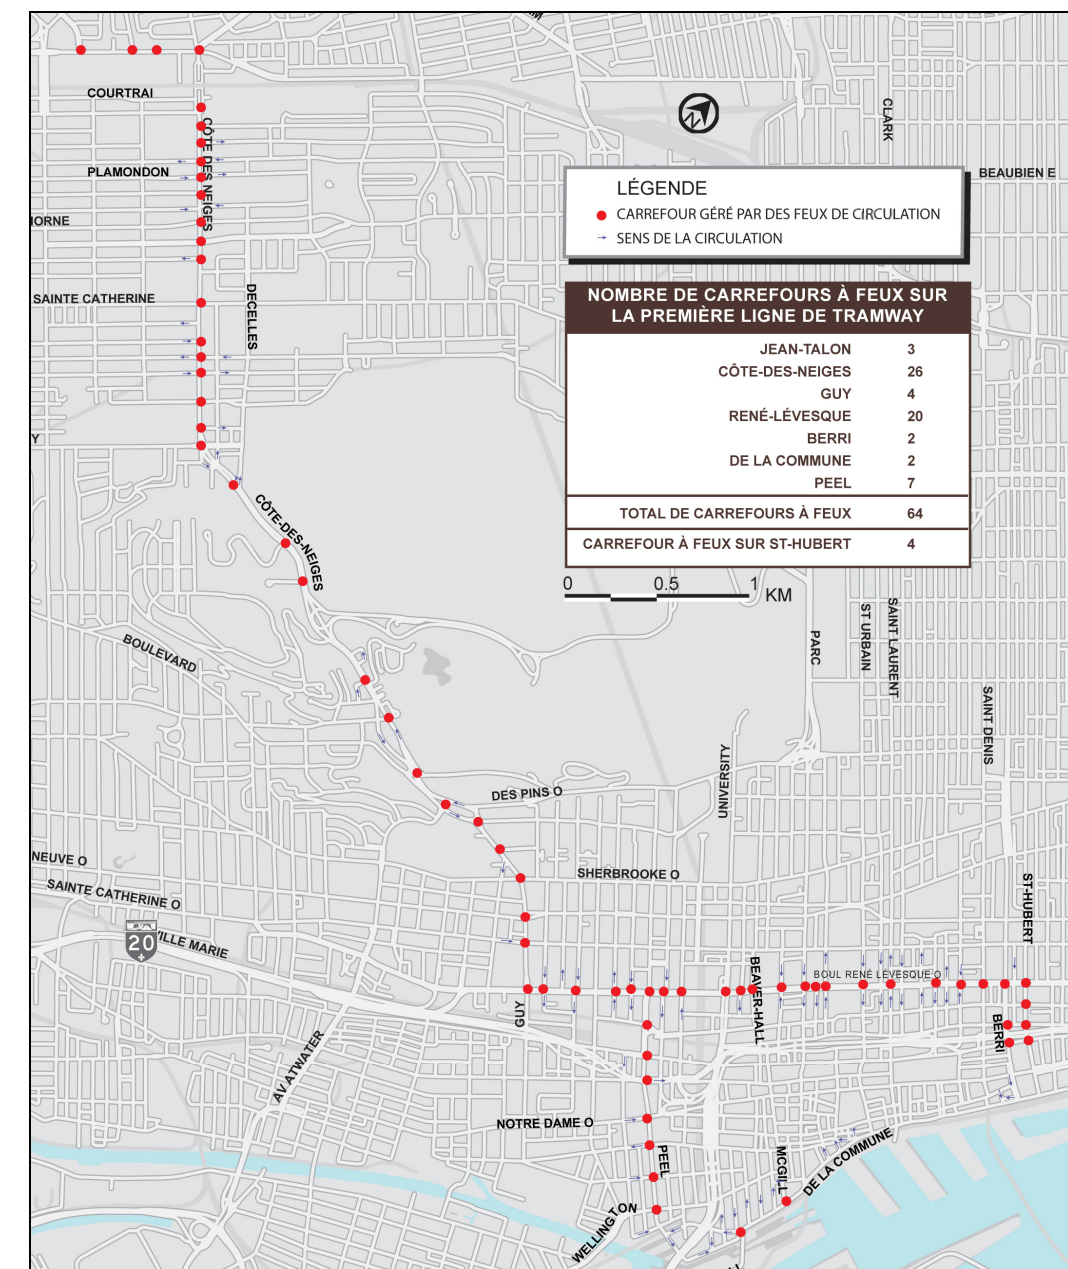 COURTRAI
CÔTE DES NEIGES
CLARK
PLAMONDON
BEAUBIEN E
LÉGENDE
CARREFOUR GÉRÉ PAR DES FEUX DE CIRCULATION
SENS DE LA CIRCULATION
SAINTE CATHERINE
DECELLES
NOMBRE DE CARREFOURS À FEUX SUR
LA PREMIÈRE LIGNE DE TRAMWAY
JEAN-TALON 3
CÔTE-DES-NEIGES 26
GUY 4
RENÉ-LÉVESQUE 20
BERRI 2
DE LA COMMUNE 2
PEEL 7
TOTAL DE CARREFOURS À FEUX 64
CARREFOUR À FEUX SUR ST-HUBERT 4
0 0.5 1 KM
Y
CÔTE-DES-NEIGES
BOULEVARD
PARC
ST URBAIN
SAINT LAURENT
SAINT DENIS
UNIVERSITY
DES PINS O
NEUVE O
SHERBROOKE O
SAINTE CATHERINE O
ST-HUBERT
20
VILLE MARIE
BOUL RENÉ LÉVESQUE O
BEAVER-HALL
GUY
BERRI
AV ATWATER
NOTRE DAME O
PEEL
MCGILL
DE LA COMMUNE
WELLINGTON